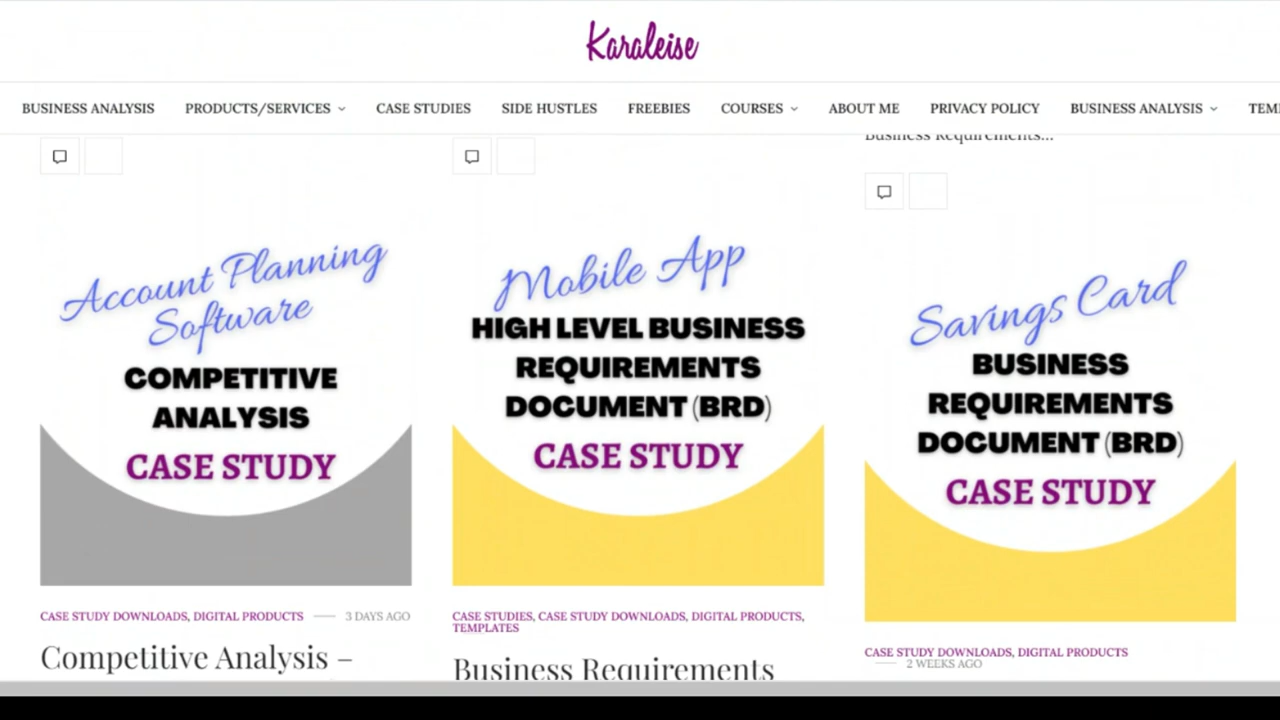 Karaleise
BUSINESS ANALYSIS PRODUCTS/SERVICES CASE STUDIES SIDE HUSTLES FREEBIES COURSES ABOUT ME PRIVACY POLICY BUSINESS ANALYSIS TEM
Business Requirements...
Account Planning
Software
COMPETITIVE
ANALYSIS
CASE STUDY
CASE STUDY DOWNLOADS, DIGITAL PRODUCTS 3 DAYS AGO
Competitive Analysis –
Mobile App
HIGH LEVEL BUSINESS
REQUIREMENTS
DOCUMENT (BRD)
CASE STUDY
CASE STUDIES, CASE STUDY DOWNLOADS, DIGITAL PRODUCTS,
TEMPLATES
Business Requirements
Savings Card
BUSINESS
REQUIREMENTS
DOCUMENT (BRD)
CASE STUDY
CASE STUDY DOWNLOADS, DIGITAL PRODUCTS
2 WEEKS AGO